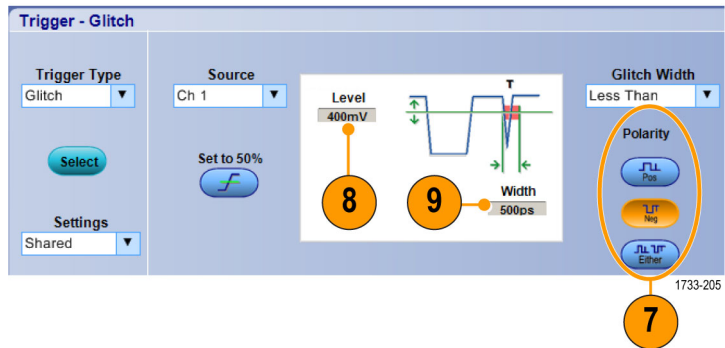 Trigger - Glitch
Trigger Type
Glitch
Select
Settings
Shared
Source
Ch 1
Set to 50%
Level
400mV
8
T
9
Width
500ps
Glitch Width
Less Than
Polarity
Pos
Neg
Either
1733-205
7